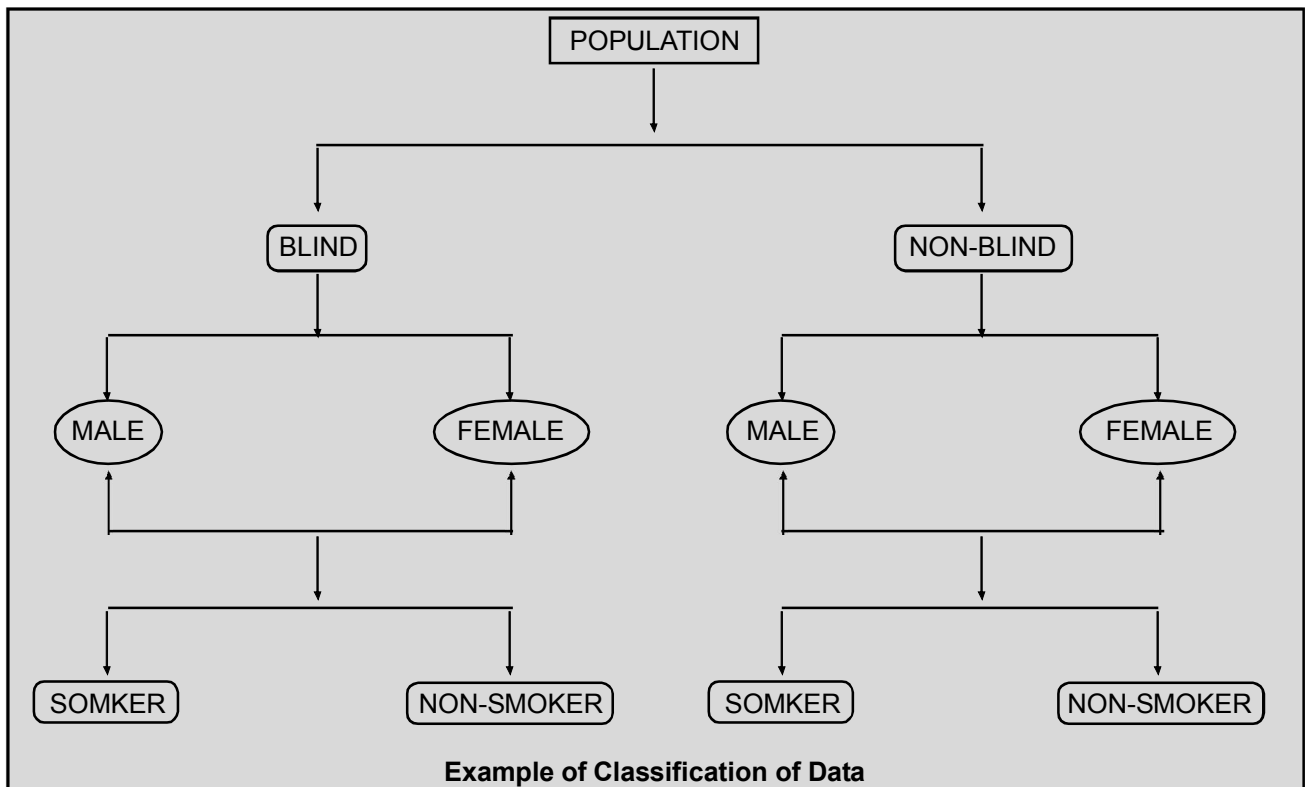 POPULATION
BLIND
NON-BLIND
MALE
FEMALE
MALE
FEMALE
SOMKER
NON-SMOKER
SOMKER
NON-SMOKER
Example of Classification of Data